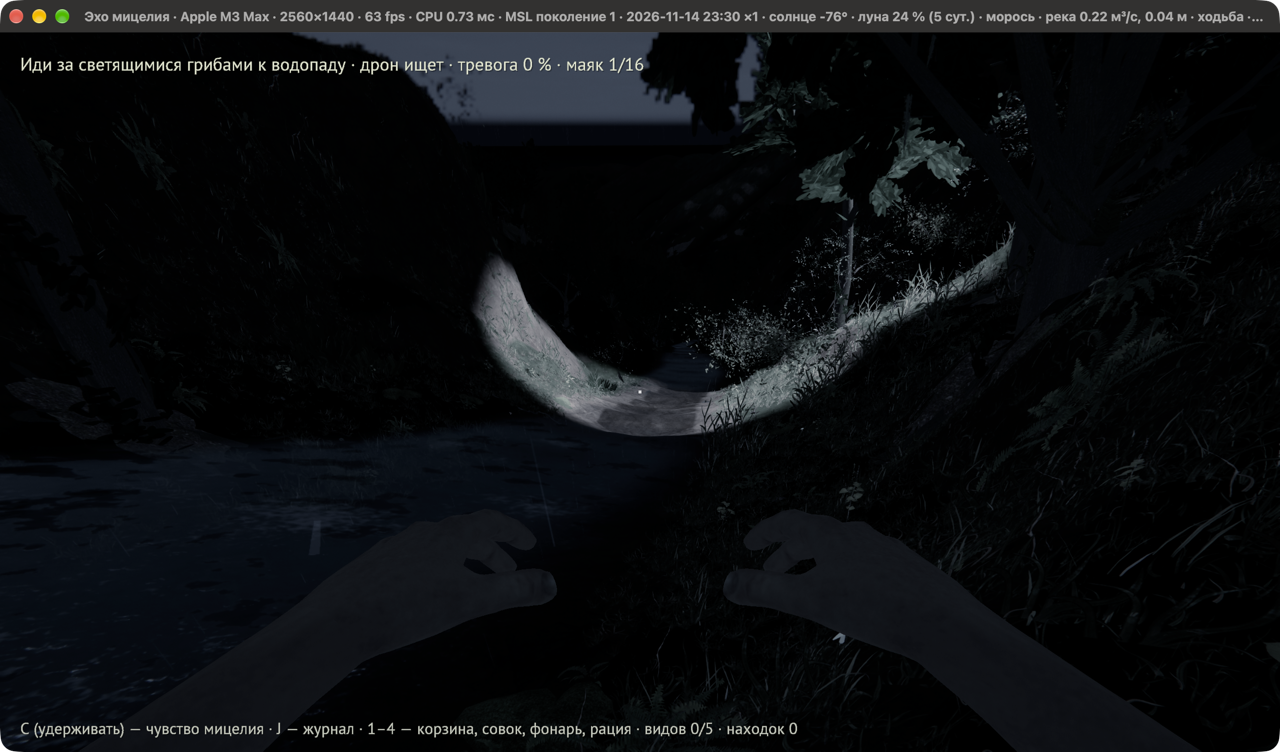 Эхо мицелия · Apple M3 Max · 2560×1440 · 63 fps · CPU 0.73 мс · MSL поколение 1 · 2026-11-14 23:30 ×1 · солнце -76° · луна 24 % (5 сут.) · морось · река 0.22 м³/с, 0.04 м · ходьба ·...
Иди за светящимися грибами к водопаду · дрон ищет · тревога 0 % · маяк 1/16
C (удерживать) — чувство мицелия · J — журнал · 1–4 — корзина, совок, фонарь, рация · видов 0/5 · находок 0